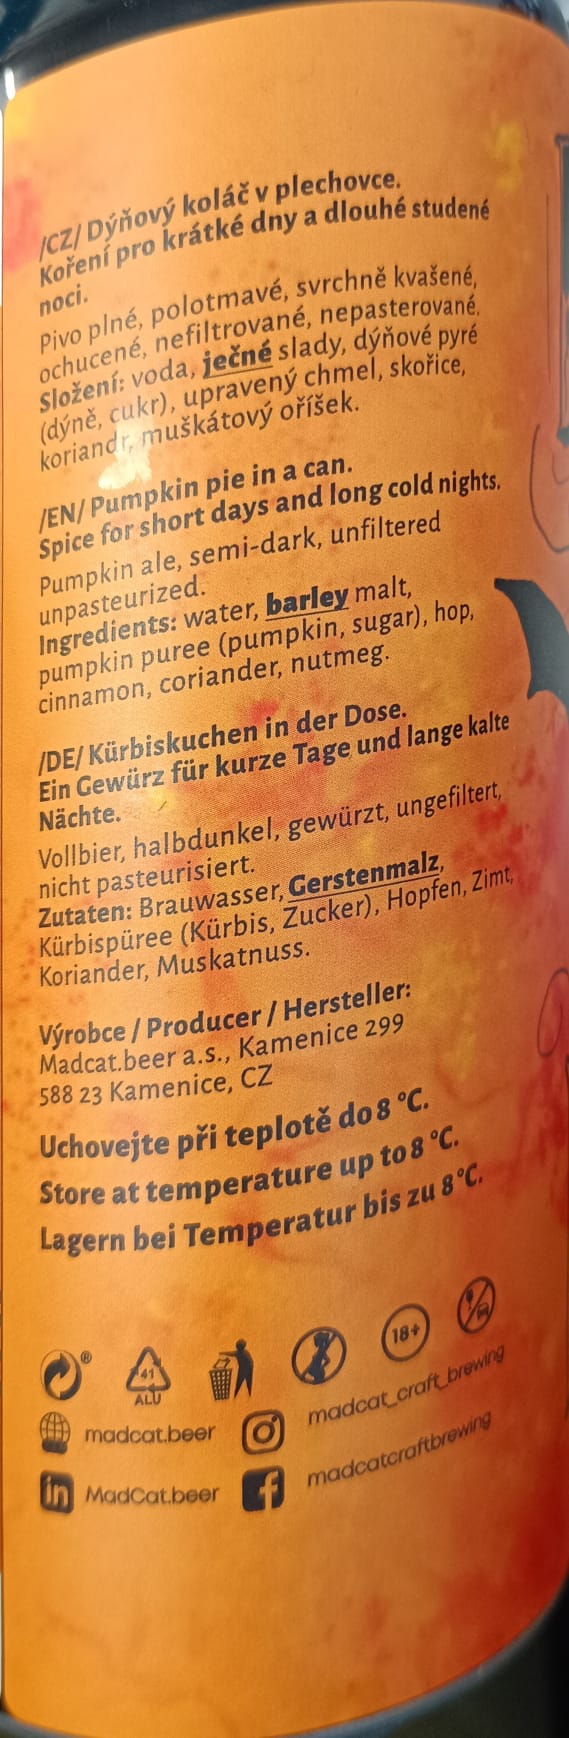 /CZ/ Dýňový koláč v plechovce.
Koření pro krátké dny a dlouhé studené
noci.
Pivo plné, polotmavé, svrchně kvašené,
ochucené, nefiltrované, nepasterované.
Složení: voda, ječné slady, dýňové pyré
(dýně, cukr), upravený chmel, skořice,
koriandr, muškátový oříšek.
/EN/ Pumpkin pie in a can.
Spice for short days and long cold nights.
Pumpkin ale, semi-dark, unfiltered
unpasteurized.
Ingredients: water, barley malt,
pumpkin puree (pumpkin, sugar), hop,
cinnamon, coriander, nutmeg.
/DE/ Kürbiskuchen in der Dose.
Ein Gewürz für kurze Tage und lange kalte
Nächte.
Vollbier, halbdunkel, gewürzt, ungefiltert,
nicht pasteurisiert.
Zutaten: Brauwasser, Gerstenmalz,
Kürbispüree (Kürbis, Zucker), Hopfen, Zimt,
Koriander, Muskatnuss.
Výrobce / Producer / Hersteller:
Madcat.beer a.s., Kamenice 299
588 23 Kamenice, CZ
Uchovejte při teplotě do 8 °C.
Store at temperature up to 8 °C.
Lagern bei Temperatur bis zu 8 °C.
® 41 18+
ALU
madcat.beer madcat_craft_brewing
in MadCat.beer f madcatcraftbrewing